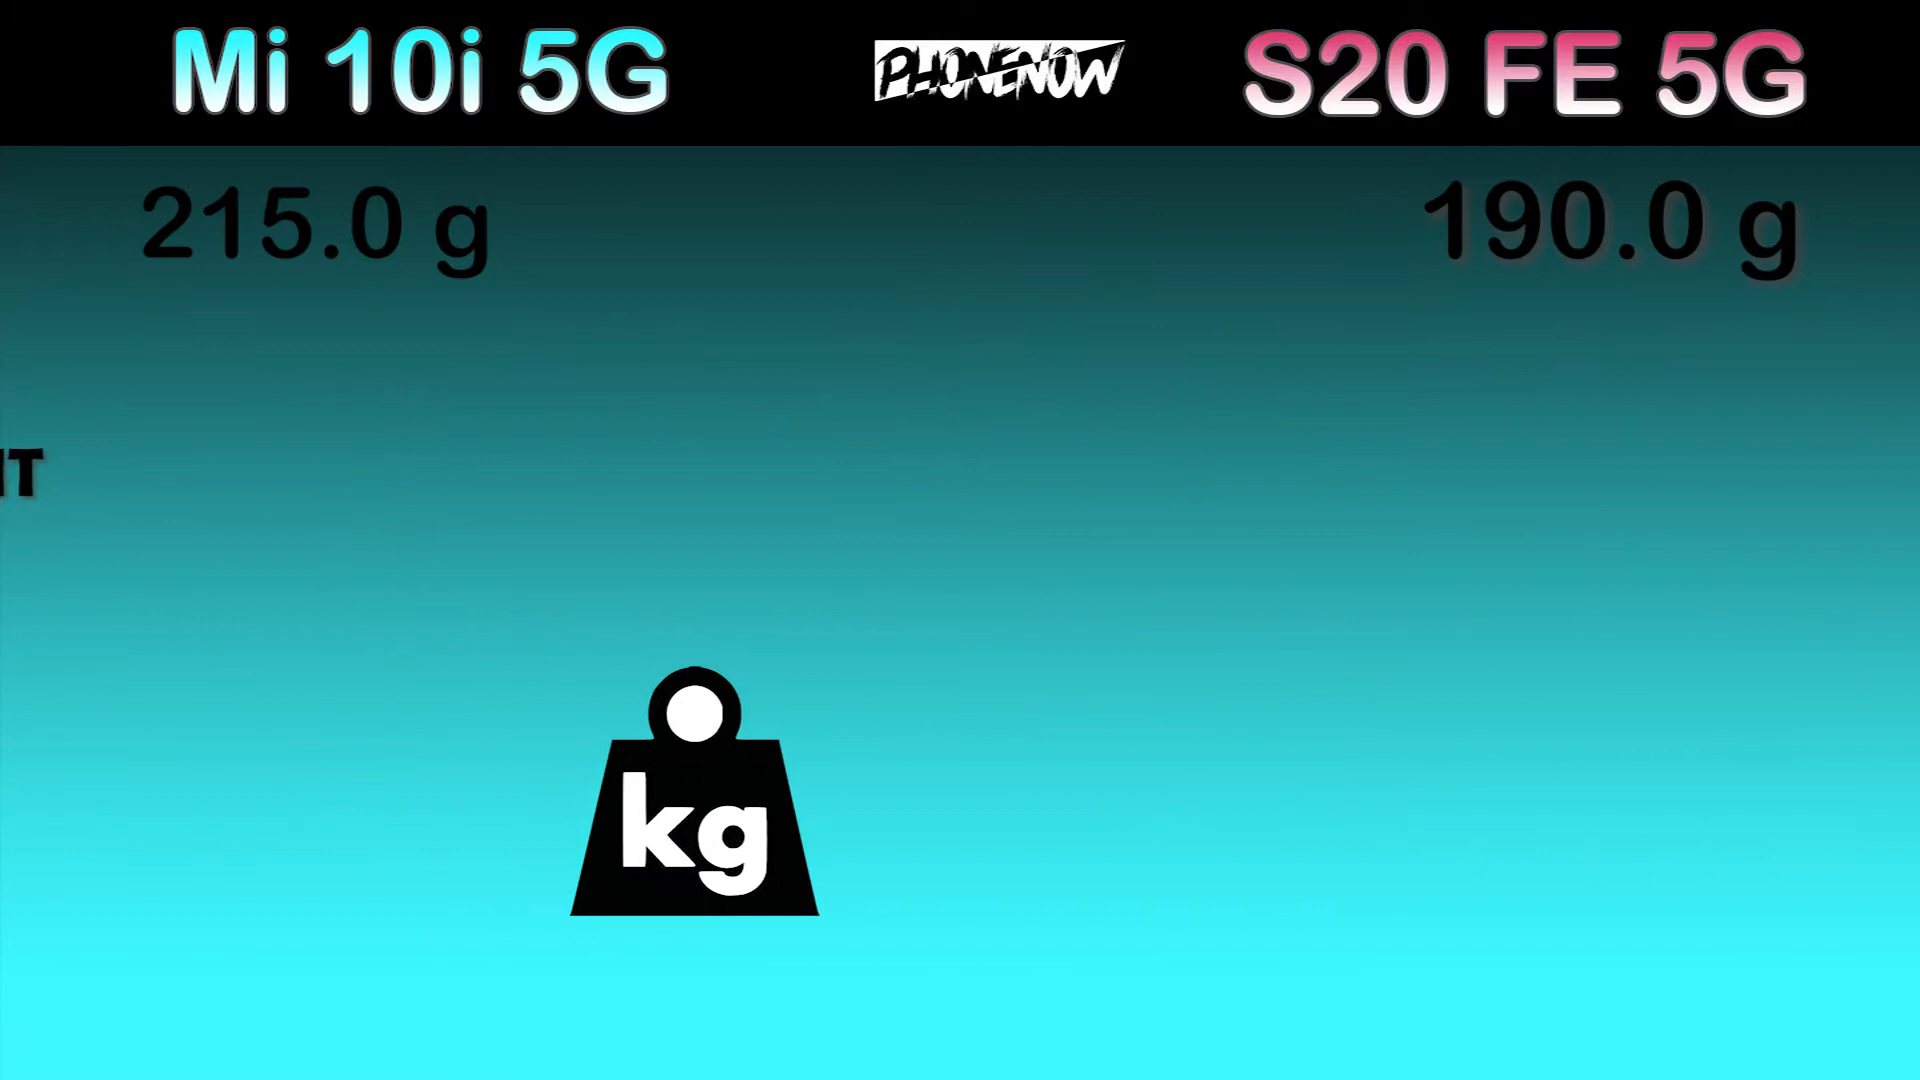 Mi 10i 5G
PHONENOW
S20 FE 5G
215.0 g
190.0 g
kg